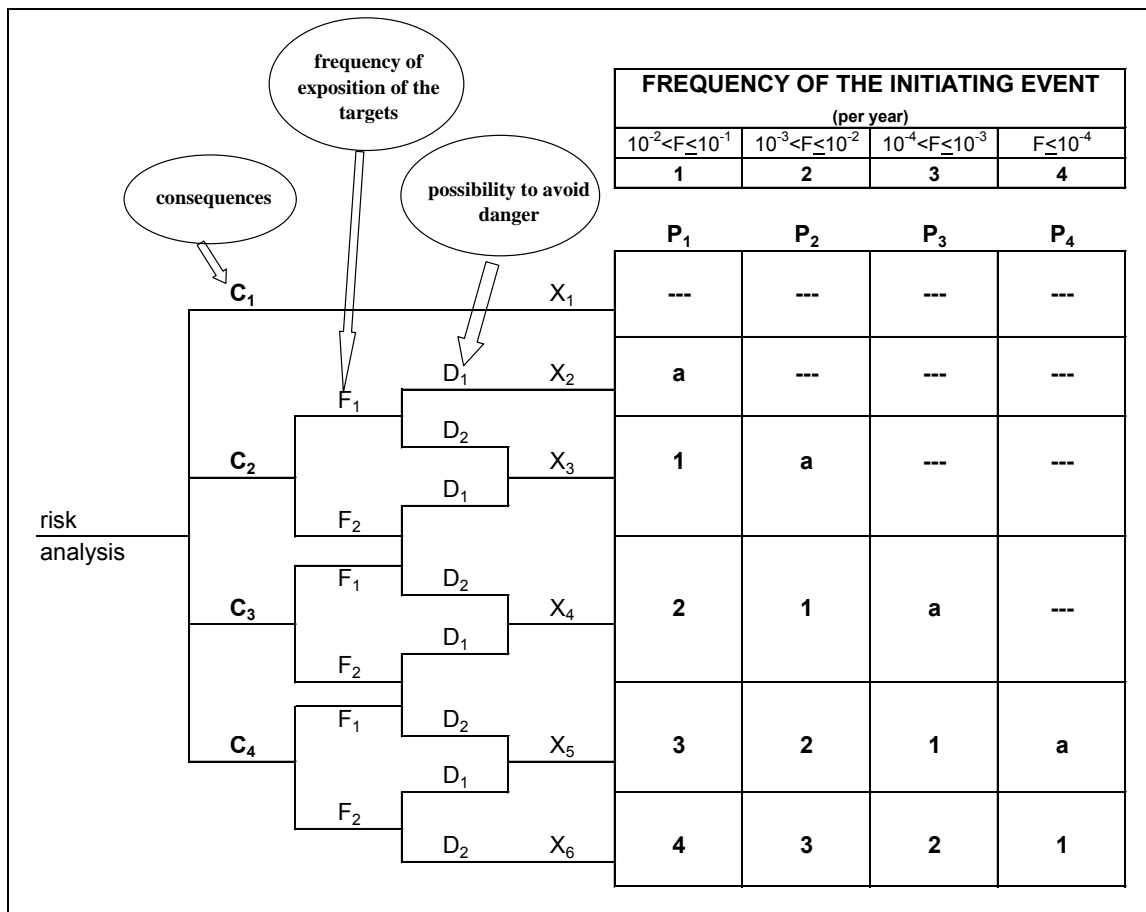 frequency of
exposition of the
targets
FREQUENCY OF THE INITIATING EVENT
(per year)
10⁻²<F≤10⁻¹ 10⁻³<F≤10⁻² 10⁻⁴<F≤10⁻³ F≤10⁻⁴
1 2 3 4
consequences
possibility to avoid
danger
P₁ P₂ P₃ P₄
C₁ X₁ --- --- --- ---
D₁ X₂ a --- --- ---
F₁
D₂
C₂ X₃ 1 a --- ---
D₁
F₂
risk
analysis
F₁ D₂
C₃ X₄ 2 1 a ---
D₁
F₂
F₁ D₂
C₄ X₅ 3 2 1 a
D₁
F₂
D₂ X₆ 4 3 2 1